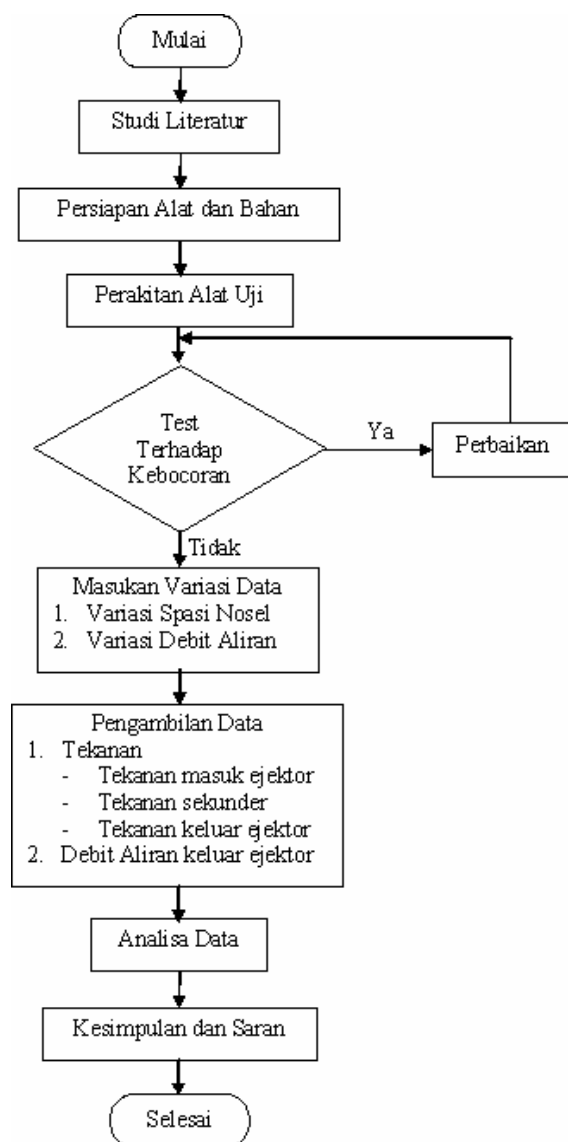 Mulai
Studi Literatur
Persiapan Alat dan Bahan
Perakitan Alat Uji
Test
Terhadap
Kebocoran
Ya
Perbaikan
Tidak
Masukan Variasi Data
1. Variasi Spasi Nosel
2. Variasi Debit Aliran
Pengambilan Data
1. Tekanan
- Tekanan masuk ejektor
- Tekanan sekunder
- Tekanan keluar ejektor
2. Debit Aliran keluar ejektor
Analisa Data
Kesimpulan dan Saran
Selesai